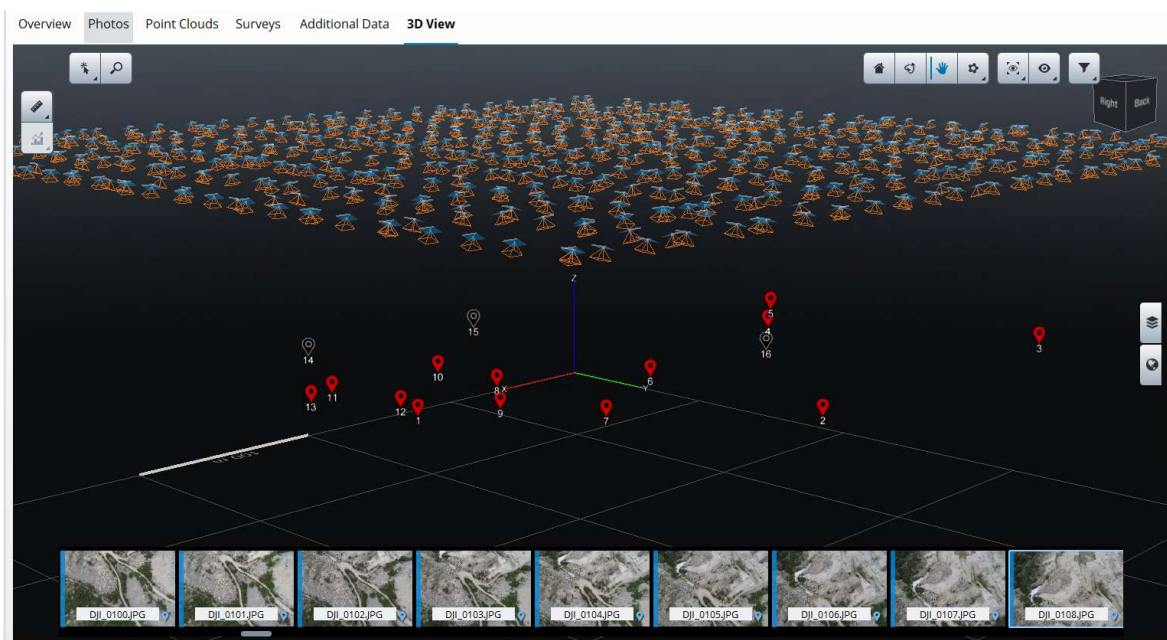 Overview Photos Point Clouds Surveys Additional Data 3D View
Right Back
Z
5
4
15
3
14
16
10
6
8 X
Y
11
13
12
1
9
7
2
100 m
DJI_0100.JPG DJI_0101.JPG DJI_0102.JPG DJI_0103.JPG DJI_0104.JPG DJI_0105.JPG DJI_0106.JPG DJI_0107.JPG DJI_0108.JPG